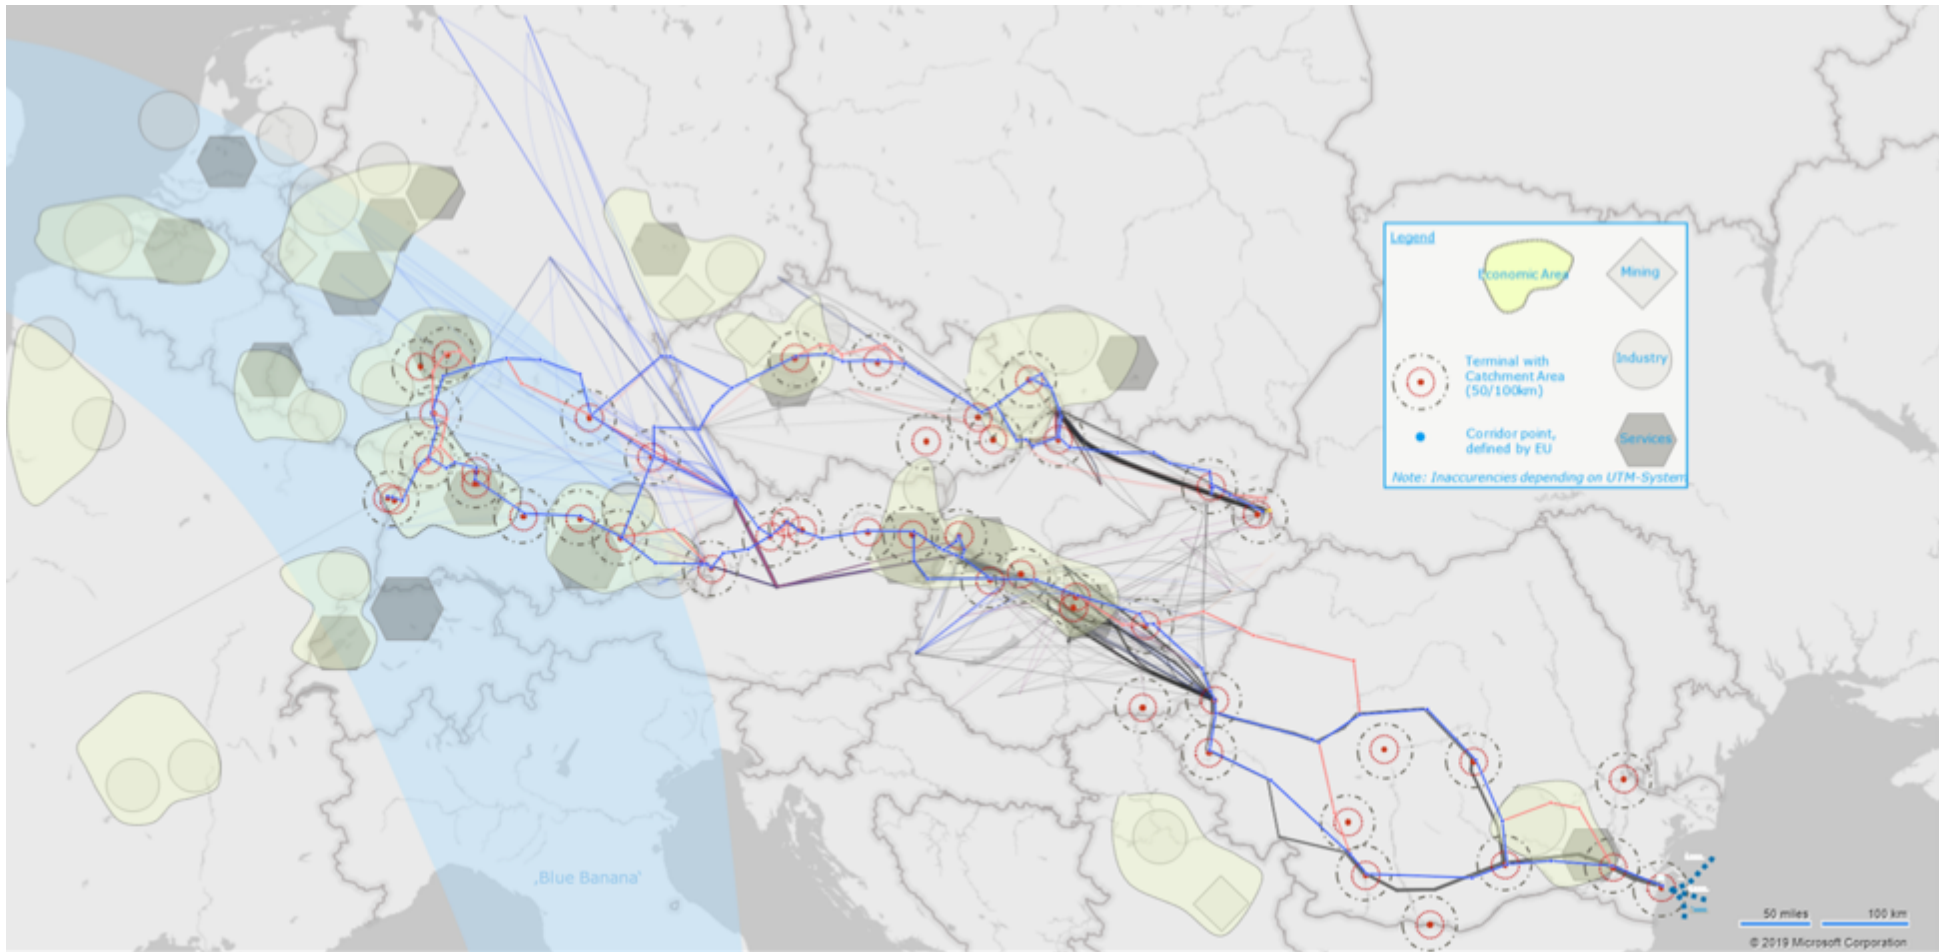 Legend
Economic Area
Mining
Terminal with
Catchment Area
(50/100km)
Industry
Corridor point,
defined by EU
Services
Note: Inaccurencies depending on UTM-System
‚Blue Banana'
50 miles
100 km
© 2019 Microsoft Corporation